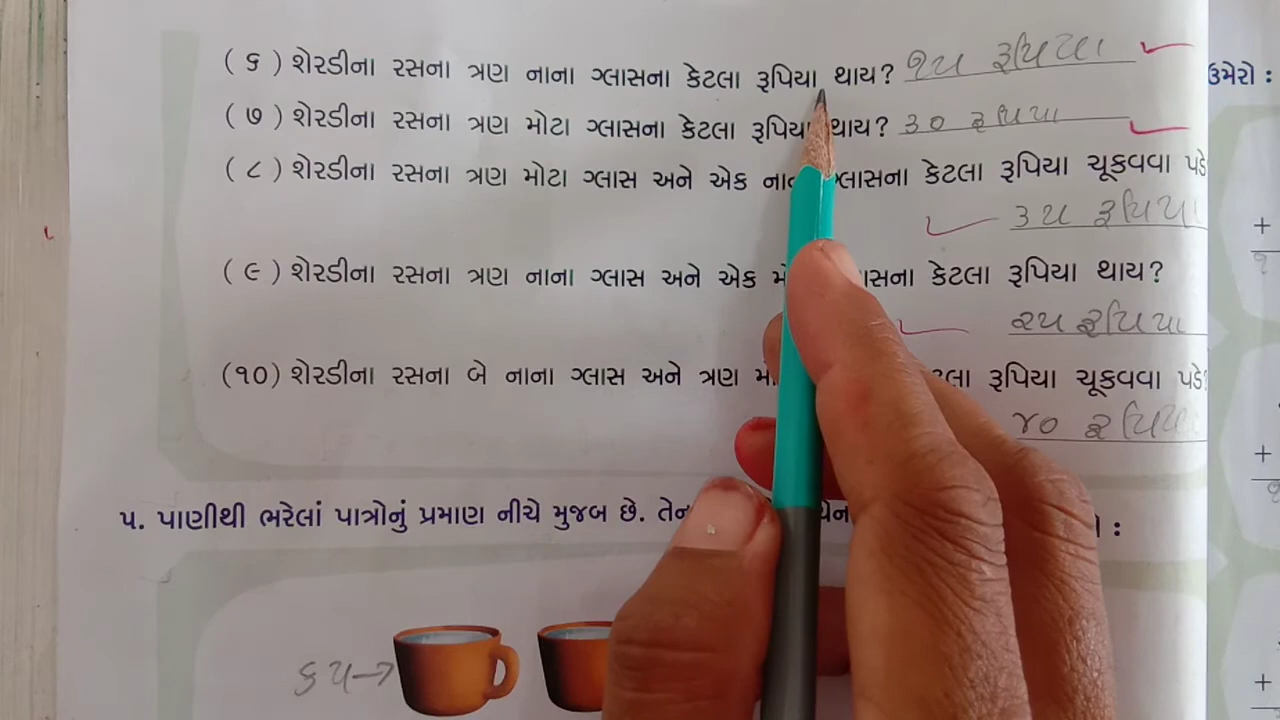 (૬) શેરડીના રસના ત્રણ નાના ગ્લાસના કેટલા રૂપિયા થાય? ૧૫ રૂપિયા
(૭) શેરડીના રસના ત્રણ મોટા ગ્લાસના કેટલા રૂપિયા થાય? ૩૦ રૂપિયા
(૮) શેરડીના રસના ત્રણ મોટા ગ્લાસ અને એક ગ્લાસના કેટલા રૂપિયા ચૂકવવા પડે?
૩૫ રૂપિયા
(૯) શેરડીના રસના ત્રણ નાના ગ્લાસ અને એક કેટલા રૂપિયા થાય?
૨૫ રૂપિયા
(૧૦) શેરડીના રસના બે નાના ગ્લાસ અને ત્રણ રૂપિયા ચૂકવવા પડે?
૪૦ રૂપિયા
૫. પાણીથી ભરેલાં પાત્રોનું પ્રમાણ નીચે મુજબ છે.
કપ→
ઉમેરો :
+
+
+